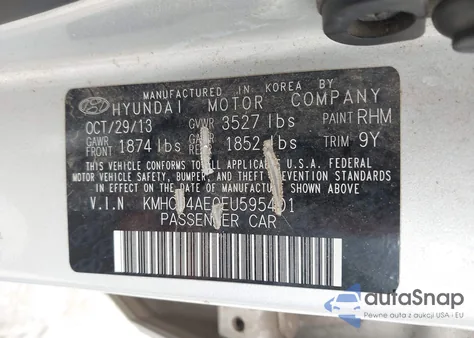 MANUFACTURED IN KOREA BY
HYUNDAI MOTOR COMPANY
OCT/29/13 GVWR 3527 lbs PAINT RHM
GAWR FRONT 1874 lbs GAWR 1852 lbs TRIM 9Y
THIS VEHICLE CONFORMS TO ALL APPLICABLE U.S.A. FEDERAL
MOTOR VEHICLE SAFETY, BUMPER, AND THEFT PREVENTION STANDARDS
IN EFFECT ON THE DATE OF MANUFACTURE SHOWN ABOVE.
V.I.N
PASSENGER CAR
autaSnap
Pewne auta z aukcji USA i EU